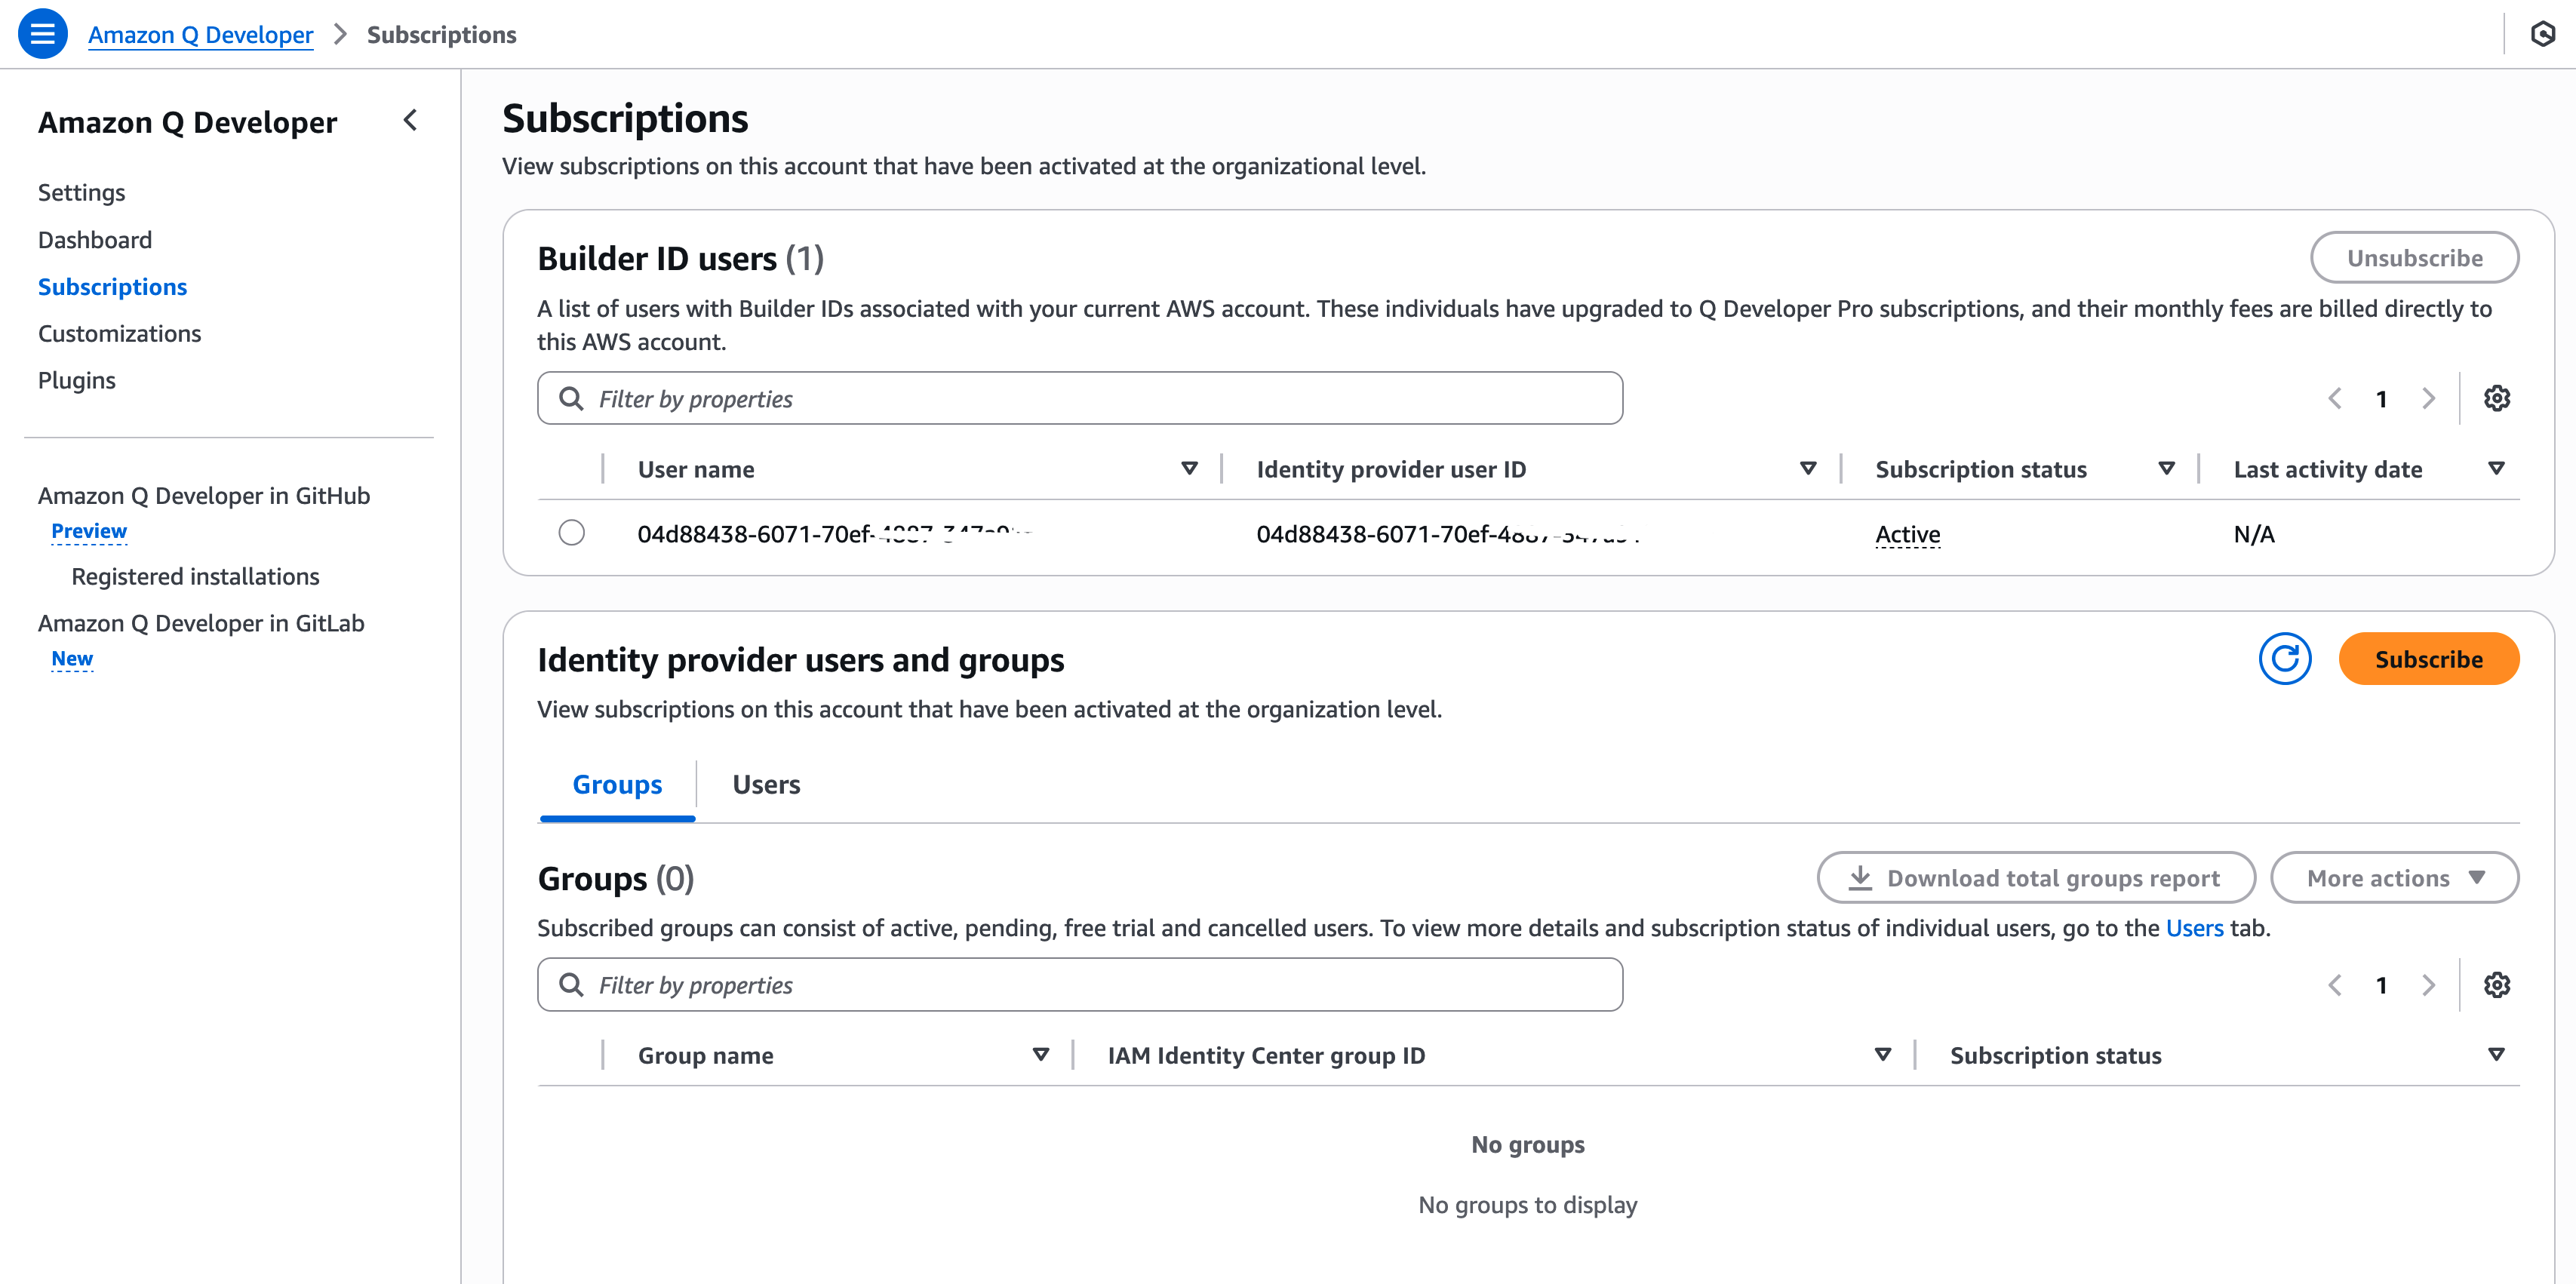 Amazon Q Developer > Subscriptions
Amazon Q Developer
Settings
Dashboard
Subscriptions
Customizations
Plugins
Amazon Q Developer in GitHub
Preview
Registered installations
Amazon Q Developer in GitLab
New
Subscriptions
View subscriptions on this account that have been activated at the organizational level.
Builder ID users (1)
Unsubscribe
A list of users with Builder IDs associated with your current AWS account. These individuals have upgraded to Q Developer Pro subscriptions, and their monthly fees are billed directly to
this AWS account.
Filter by properties
1
User name Identity provider user ID Subscription status Last activity date
04d88438-6071-70ef- 04d88438-6071-70ef- Active N/A
Identity provider users and groups
Subscribe
View subscriptions on this account that have been activated at the organization level.
Groups Users
Groups (0)
Download total groups report More actions
Subscribed groups can consist of active, pending, free trial and cancelled users. To view more details and subscription status of individual users, go to the Users tab.
Filter by properties
1
Group name IAM Identity Center group ID Subscription status
No groups
No groups to display